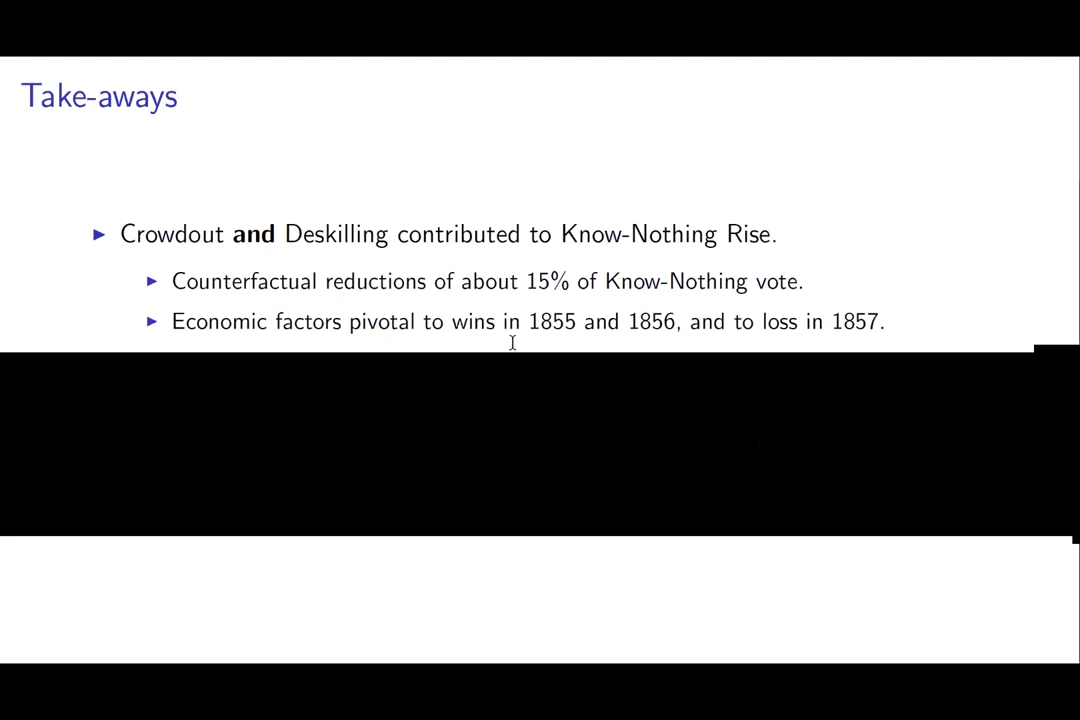 Take-aways
Crowdout and Deskilling contributed to Know-Nothing Rise.
Counterfactual reductions of about 15% of Know-Nothing vote.
Economic factors pivotal to wins in 1855 and 1856, and to loss in 1857.